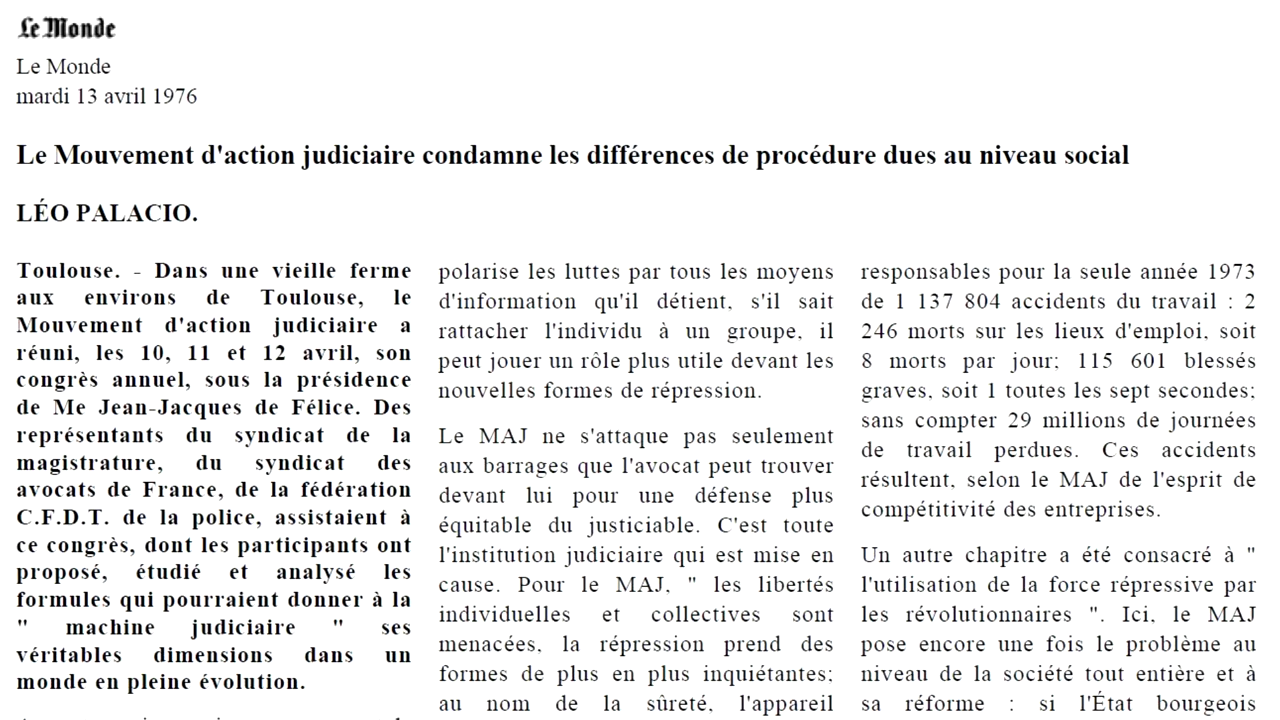 Le Monde
Le Monde
mardi 13 avril 1976
Le Mouvement d'action judiciaire condamne les différences de procédure dues au niveau social
LÉO PALACIO.
Toulouse. - Dans une vieille ferme
aux environs de Toulouse, le
Mouvement d'action judiciaire a
réuni, les 10, 11 et 12 avril, son
congrès annuel, sous la présidence
de Me Jean-Jacques de Félice. Des
représentants du syndicat de la
magistrature, du syndicat des
avocats de France, de la fédération
C.F.D.T. de la police, assistaient à
ce congrès, dont les participants ont
proposé, étudié et analysé les
formules qui pourraient donner à la
" machine judiciaire " ses
véritables dimensions dans un
monde en pleine évolution.
polarise les luttes par tous les moyens
d'information qu'il détient, s'il sait
rattacher l'individu à un groupe, il
peut jouer un rôle plus utile devant les
nouvelles formes de répression.
Le MAJ ne s'attaque pas seulement
aux barrages que l'avocat peut trouver
devant lui pour une défense plus
équitable du justiciable. C'est toute
l'institution judiciaire qui est mise en
cause. Pour le MAJ, " les libertés
individuelles et collectives sont
menacées, la répression prend des
formes de plus en plus inquiétantes;
au nom de la sûreté, l'appareil
responsables pour la seule année 1973
de 1 137 804 accidents du travail : 2
246 morts sur les lieux d'emploi, soit
8 morts par jour; 115 601 blessés
graves, soit 1 toutes les sept secondes;
sans compter 29 millions de journées
de travail perdues. Ces accidents
résultent, selon le MAJ de l'esprit de
compétitivité des entreprises.
Un autre chapitre a été consacré à "
l'utilisation de la force répressive par
les révolutionnaires ". Ici, le MAJ
pose encore une fois le problème au
niveau de la société tout entière et à
sa réforme : si l'État bourgeois